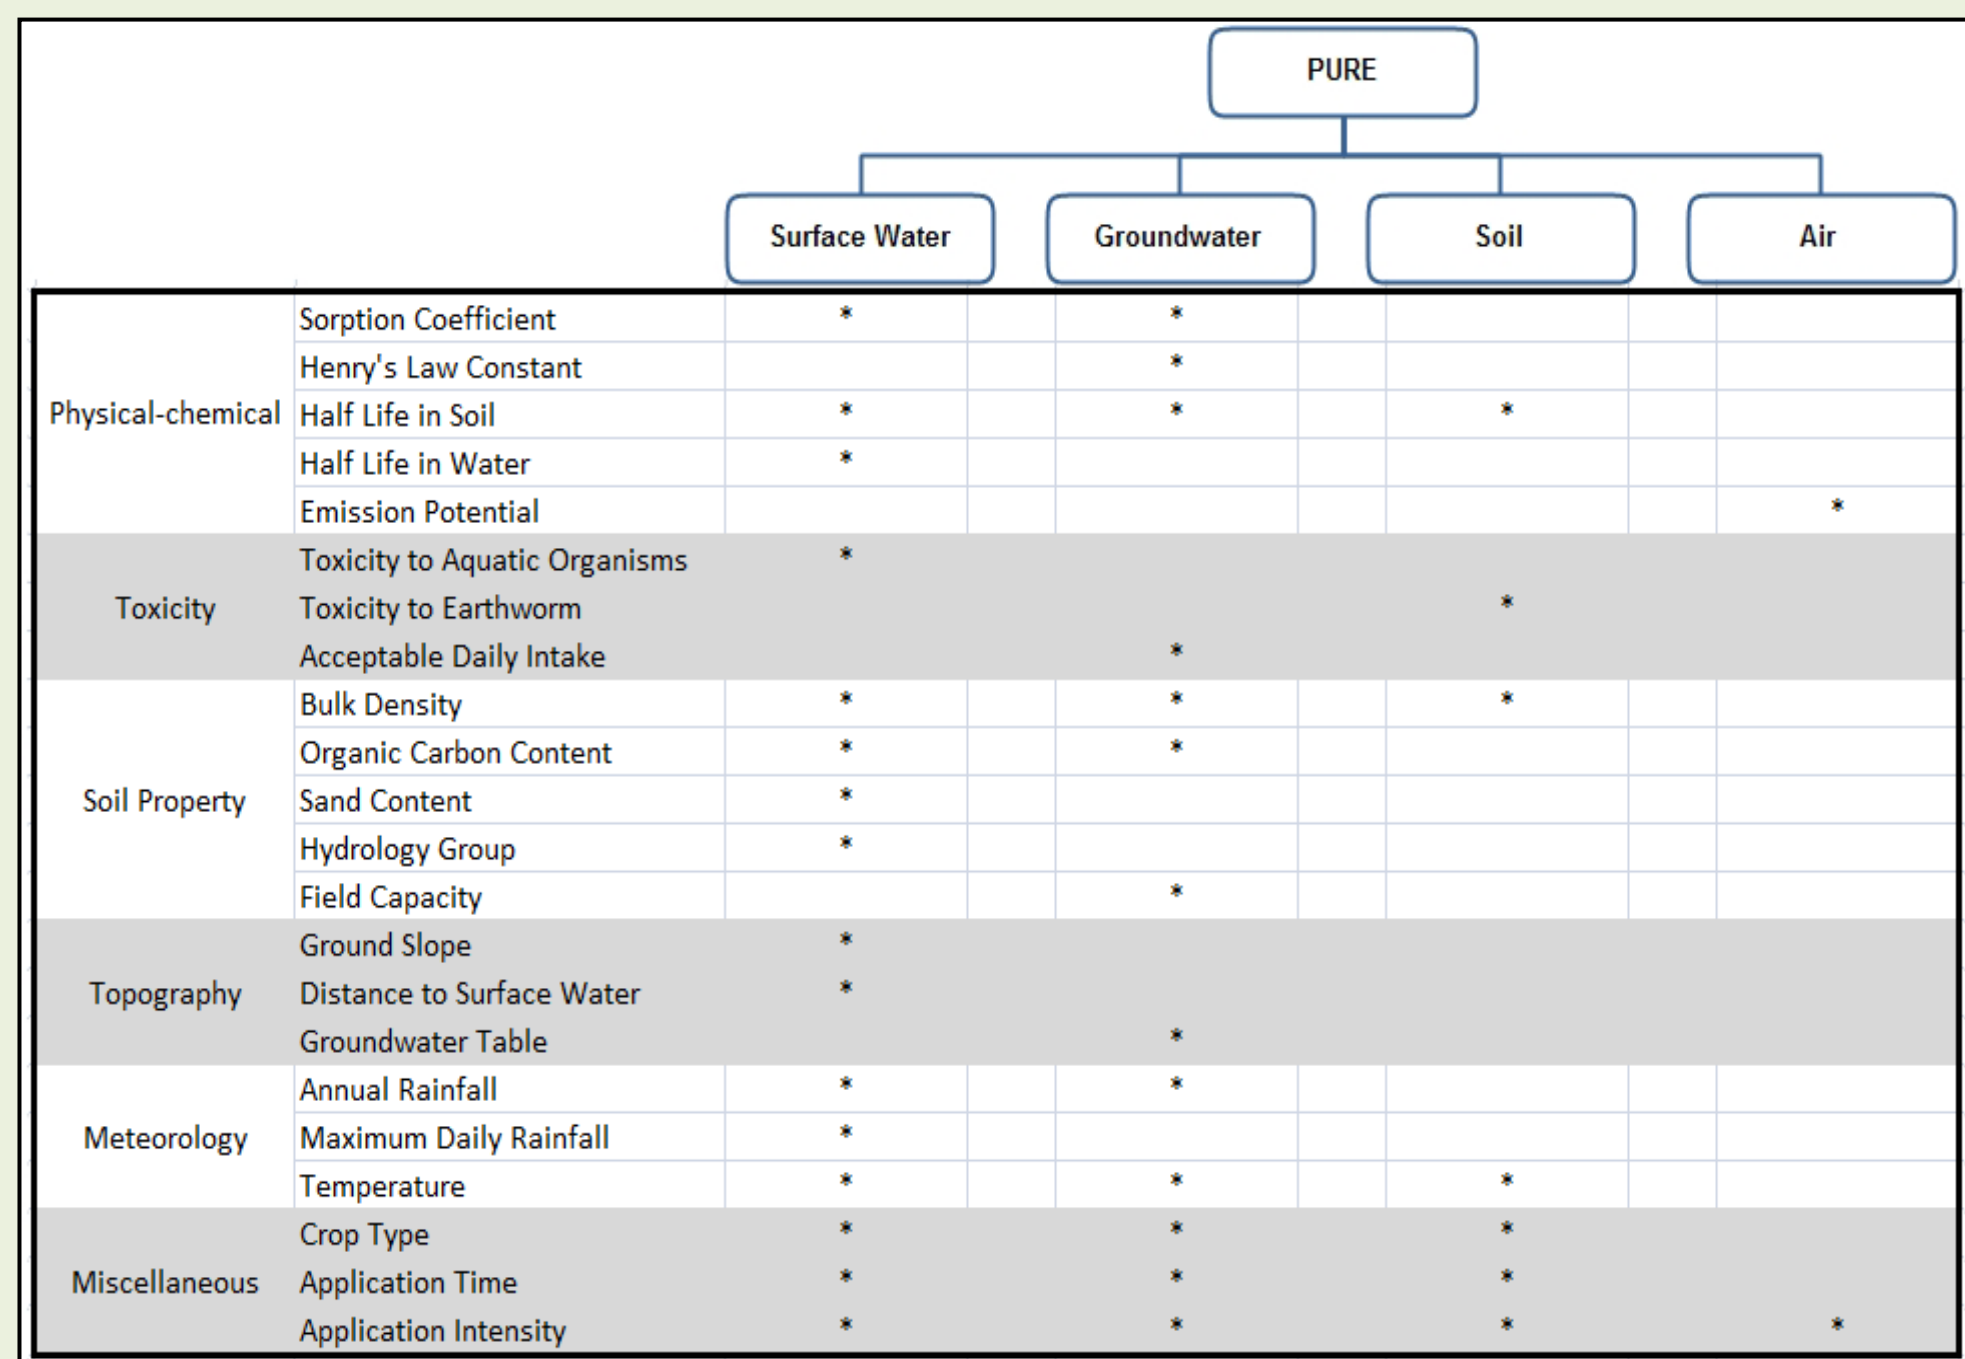 PURE
Surface Water Groundwater Soil Air
Sorption Coefficient * *
Henry's Law Constant *
Physical-chemical Half Life in Soil * * *
Half Life in Water *
Emission Potential *
Toxicity to Aquatic Organisms *
Toxicity Toxicity to Earthworm *
Acceptable Daily Intake *
Bulk Density * * *
Organic Carbon Content * *
Soil Property Sand Content *
Hydrology Group *
Field Capacity *
Ground Slope *
Topography Distance to Surface Water *
Groundwater Table *
Annual Rainfall * *
Meteorology Maximum Daily Rainfall *
Temperature * * *
Crop Type * * *
Miscellaneous Application Time * * *
Application Intensity * * * *